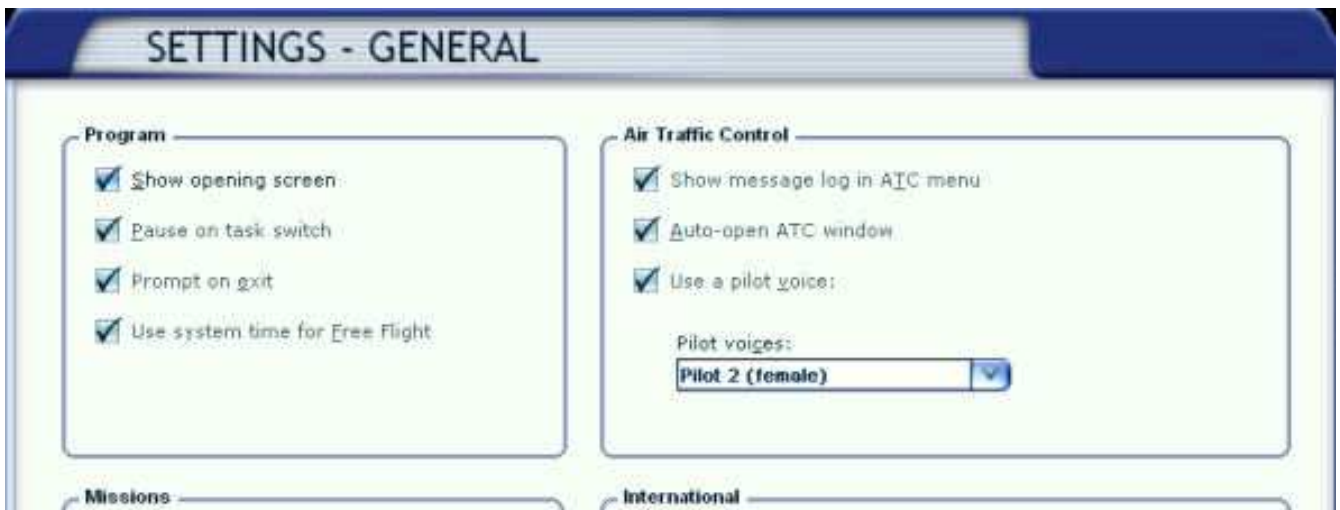 SETTINGS - GENERAL
Program
Show opening screen
Pause on task switch
Prompt on exit
Use system time for Free Flight
Air Traffic Control
Show message log in ATC menu
Auto-open ATC window
Use a pilot voice:
Pilot voices:
Pilot 2 (female)
Missions
International